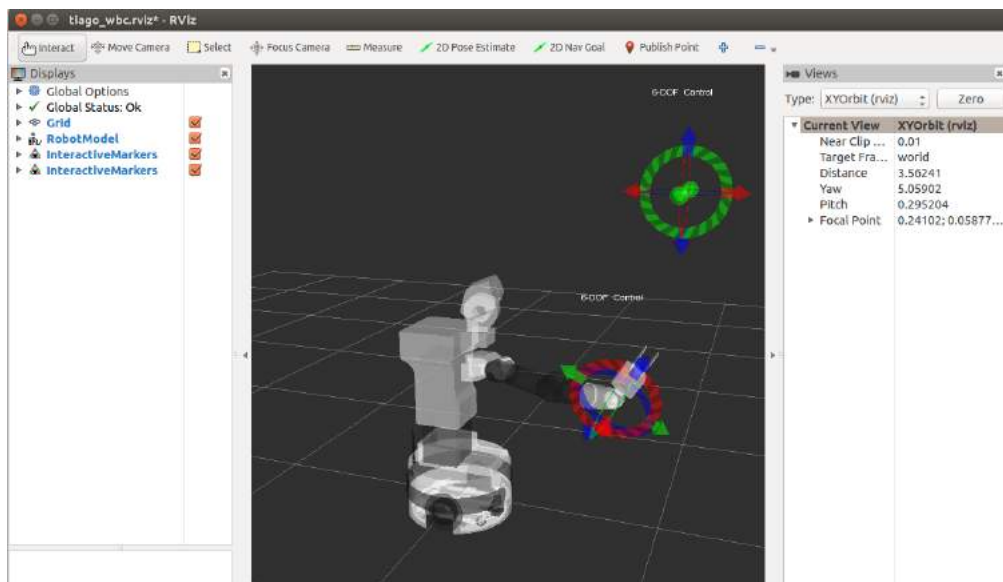 tiago_wbc.rviz* - RViz
Interact Move Camera Select Focus Camera Measure 2D Pose Estimate 2D Nav Goal Publish Point
Displays
Global Options
Global Status: Ok
Grid
RobotModel
InteractiveMarkers
InteractiveMarkers
6-DOF Control
6-DOF Control
Views
Type: XYOrbit (rviz) Zero
Current View XYOrbit (rviz)
Near Clip ... 0.01
Target Fra... world
Distance 3.56241
Yaw 5.05902
Pitch 0.295204
Focal Point 0.24102; 0.05877...